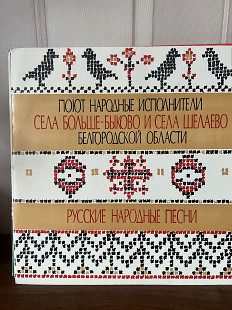 ПОЮТ НАРОДНЫЕ ИСПОЛНИТЕЛИ
СЕЛА БОЛЬШЕ-БЫКОВО И СЕЛА ШЕЛАЕВО
БЕЛГОРОДСКОЙ ОБЛАСТИ
РУССКИЕ НАРОДНЫЕ ПЕСНИ